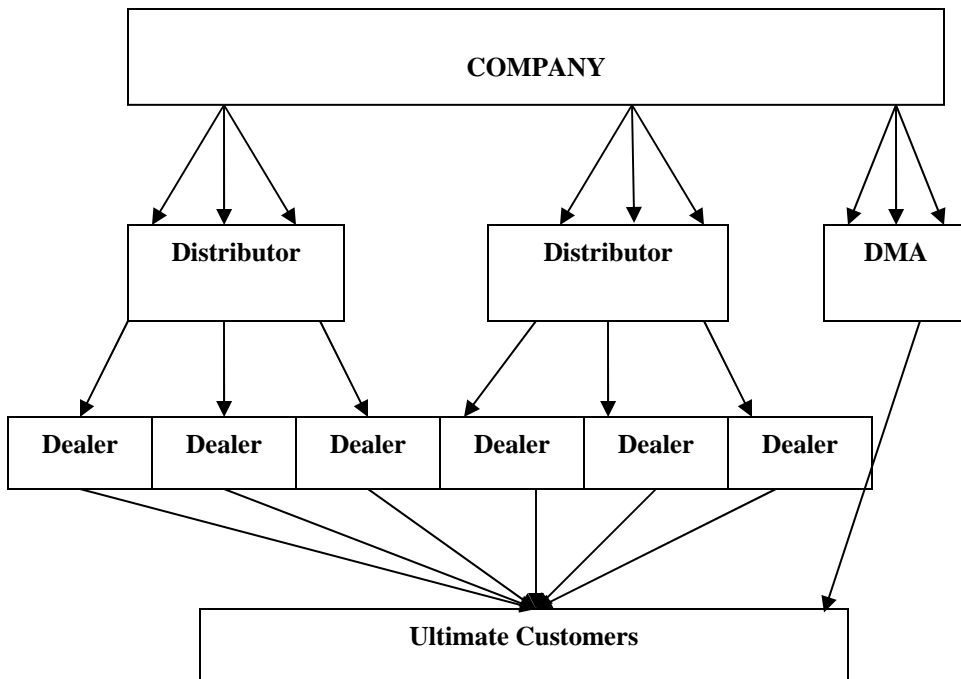 COMPANY
Distributor
Distributor
DMA
Dealer
Dealer
Dealer
Dealer
Dealer
Dealer
Ultimate Customers